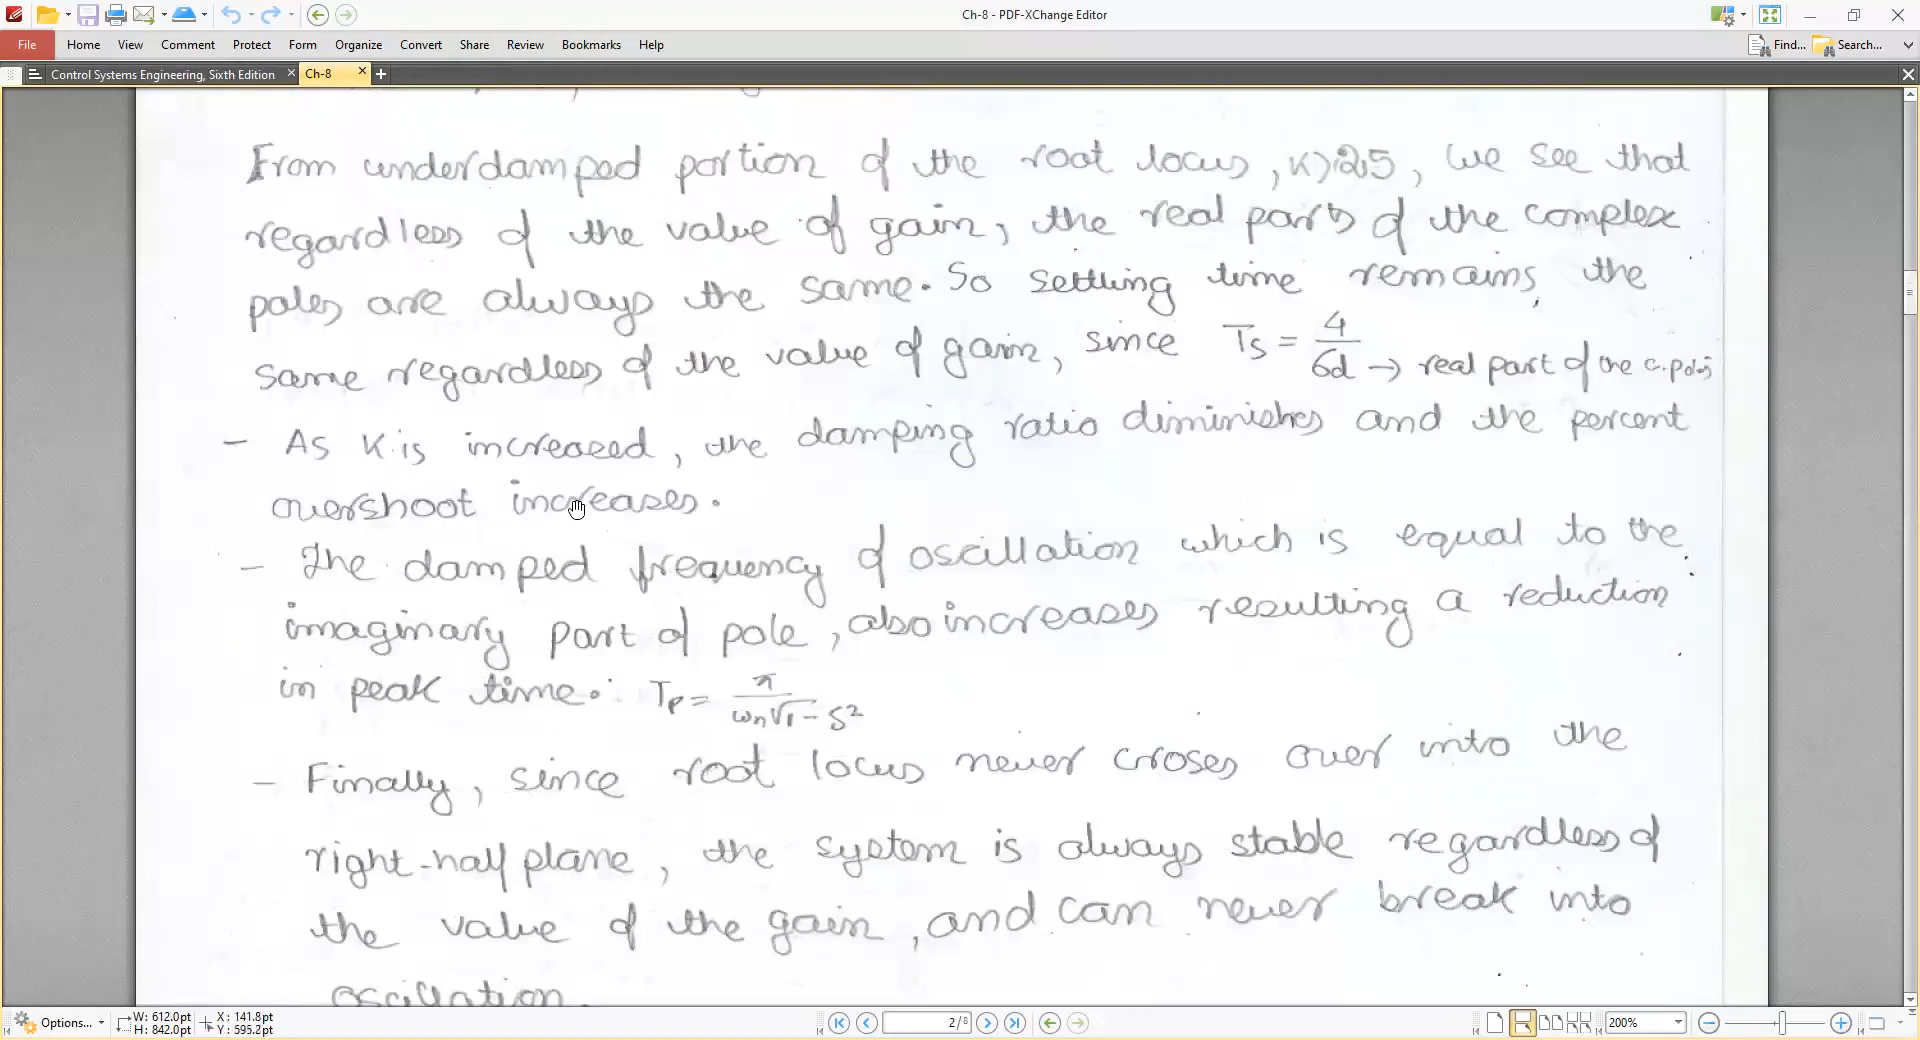 Ch-8 - PDF-XChange Editor
File Home View Comment Protect Form Organize Convert Share Review Bookmarks Help Find... Search...
Control Systems Engineering, Sixth Edition Ch-8
From underdamped portion of the root locus, K>25, we see that
regardless of the value of gain, the real parts of the complex
poles are always the same. So settling time remains the
same regardless of the value of gain, since Ts = 4/σd → real part of the c.poles
- As K is increased, the damping ratio diminishes and the percent
overshoot increases.
- The damped frequency of oscillation which is equal to the
imaginary part of pole, also increases resulting a reduction
in peak time. Tp = π/ωn√1-ζ²
- Finally, since root locus never croses over into the
right-half plane, the system is always stable regardless of
the value of the gain, and can never break into
oscillation.
Options... W: 612.0pt X: 141.8pt 2/8 200%
H: 842.0pt Y: 595.2pt